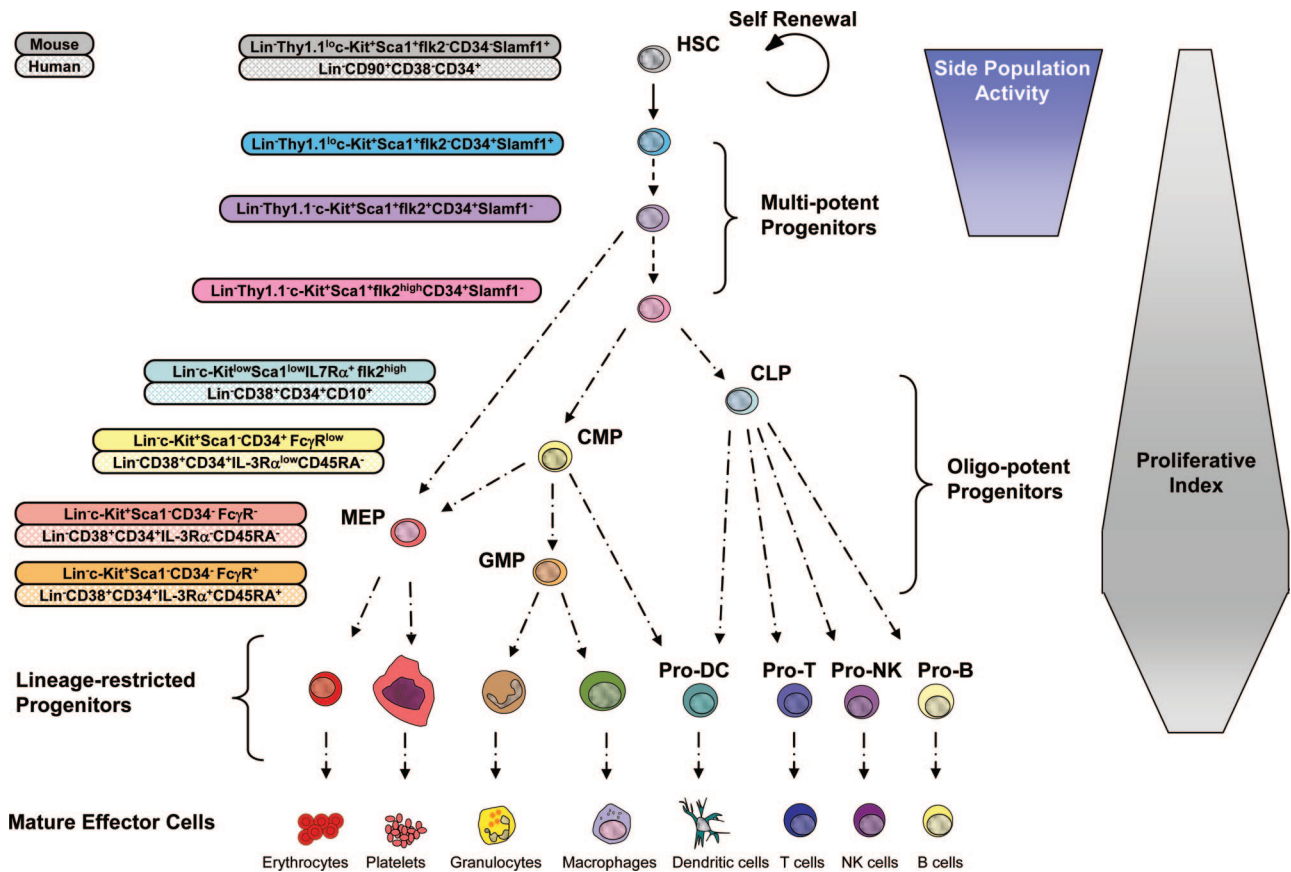 Self Renewal
Mouse
Human
Lin⁻Thy1.1ˡᵒc-Kit⁺Sca1⁺flk2⁻CD34⁻Slamf1⁺
Lin⁻CD90⁺CD38⁻CD34⁺
HSC
Side Population
Activity
Lin⁻Thy1.1ˡᵒc-Kit⁺Sca1⁺flk2⁻CD34⁺Slamf1⁺
Lin⁻Thy1.1⁻c-Kit⁺Sca1⁺flk2⁺CD34⁺Slamf1⁻
Multi-potent
Progenitors
Lin⁻Thy1.1⁻c-Kit⁺Sca1⁺flk2ʰⁱᵍʰCD34⁺Slamf1⁻
Lin⁻c-KitˡᵒʷSca1ˡᵒʷIL7Rα⁺ flk2ʰⁱᵍʰ
Lin⁻CD38⁺CD34⁺CD10⁺
CLP
Lin⁻c-Kit⁺Sca1⁻CD34⁺ FcγRˡᵒʷ
Lin⁻CD38⁺CD34⁺IL-3RαˡᵒʷCD45RA⁻
CMP
Oligo-potent
Progenitors
Proliferative
Index
Lin⁻c-Kit⁺Sca1⁻CD34⁻ FcγR⁻
Lin⁻CD38⁺CD34⁺IL-3Rα⁻CD45RA⁻
MEP
Lin⁻c-Kit⁺Sca1⁻CD34⁻ FcγR⁺
Lin⁻CD38⁺CD34⁺IL-3Rα⁺CD45RA⁺
GMP
Lineage-restricted
Progenitors
Pro-DC
Pro-T
Pro-NK
Pro-B
Mature Effector Cells
Erythrocytes
Platelets
Granulocytes
Macrophages
Dendritic cells
T cells
NK cells
B cells